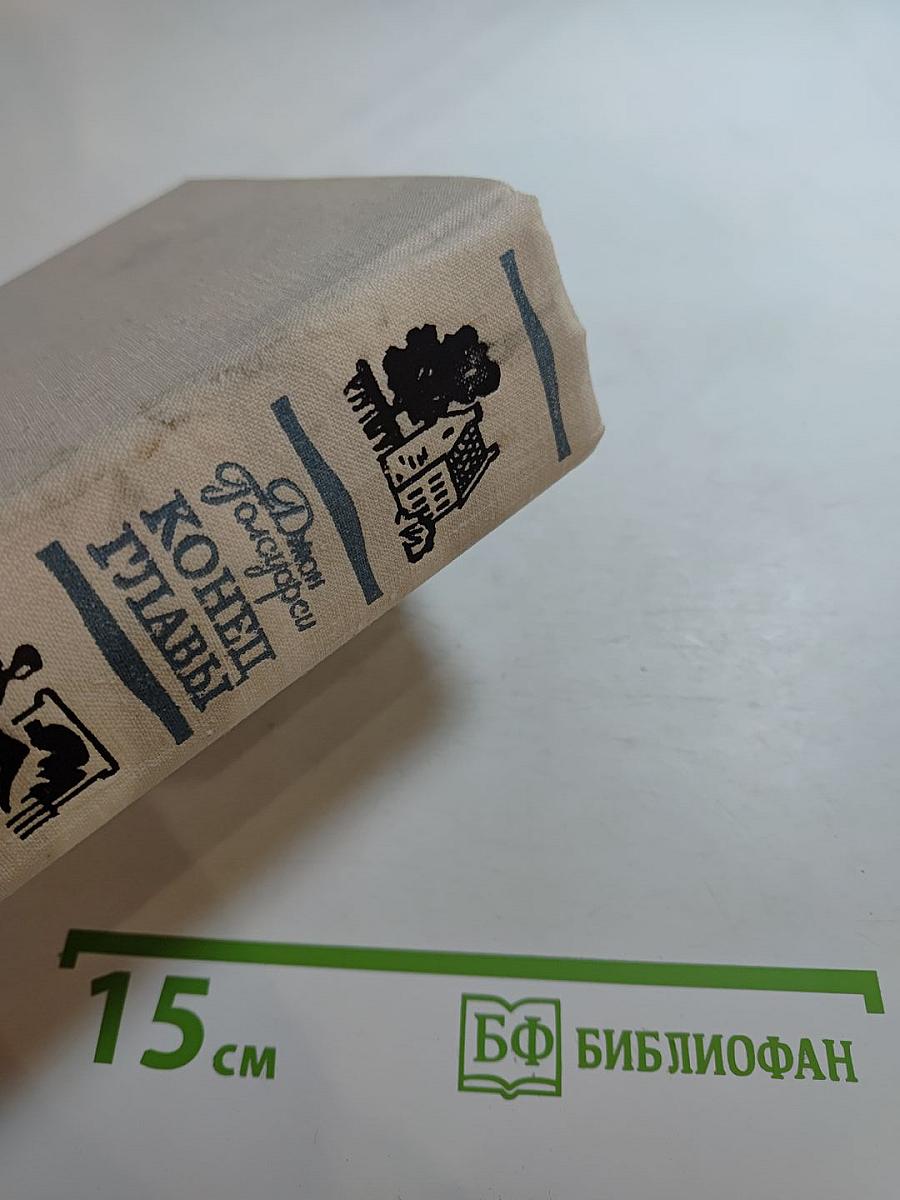 Джон
Голсуорси
КОНЕЦ
ГЛАВЫ
15 см
БФ БИБЛИОФАН